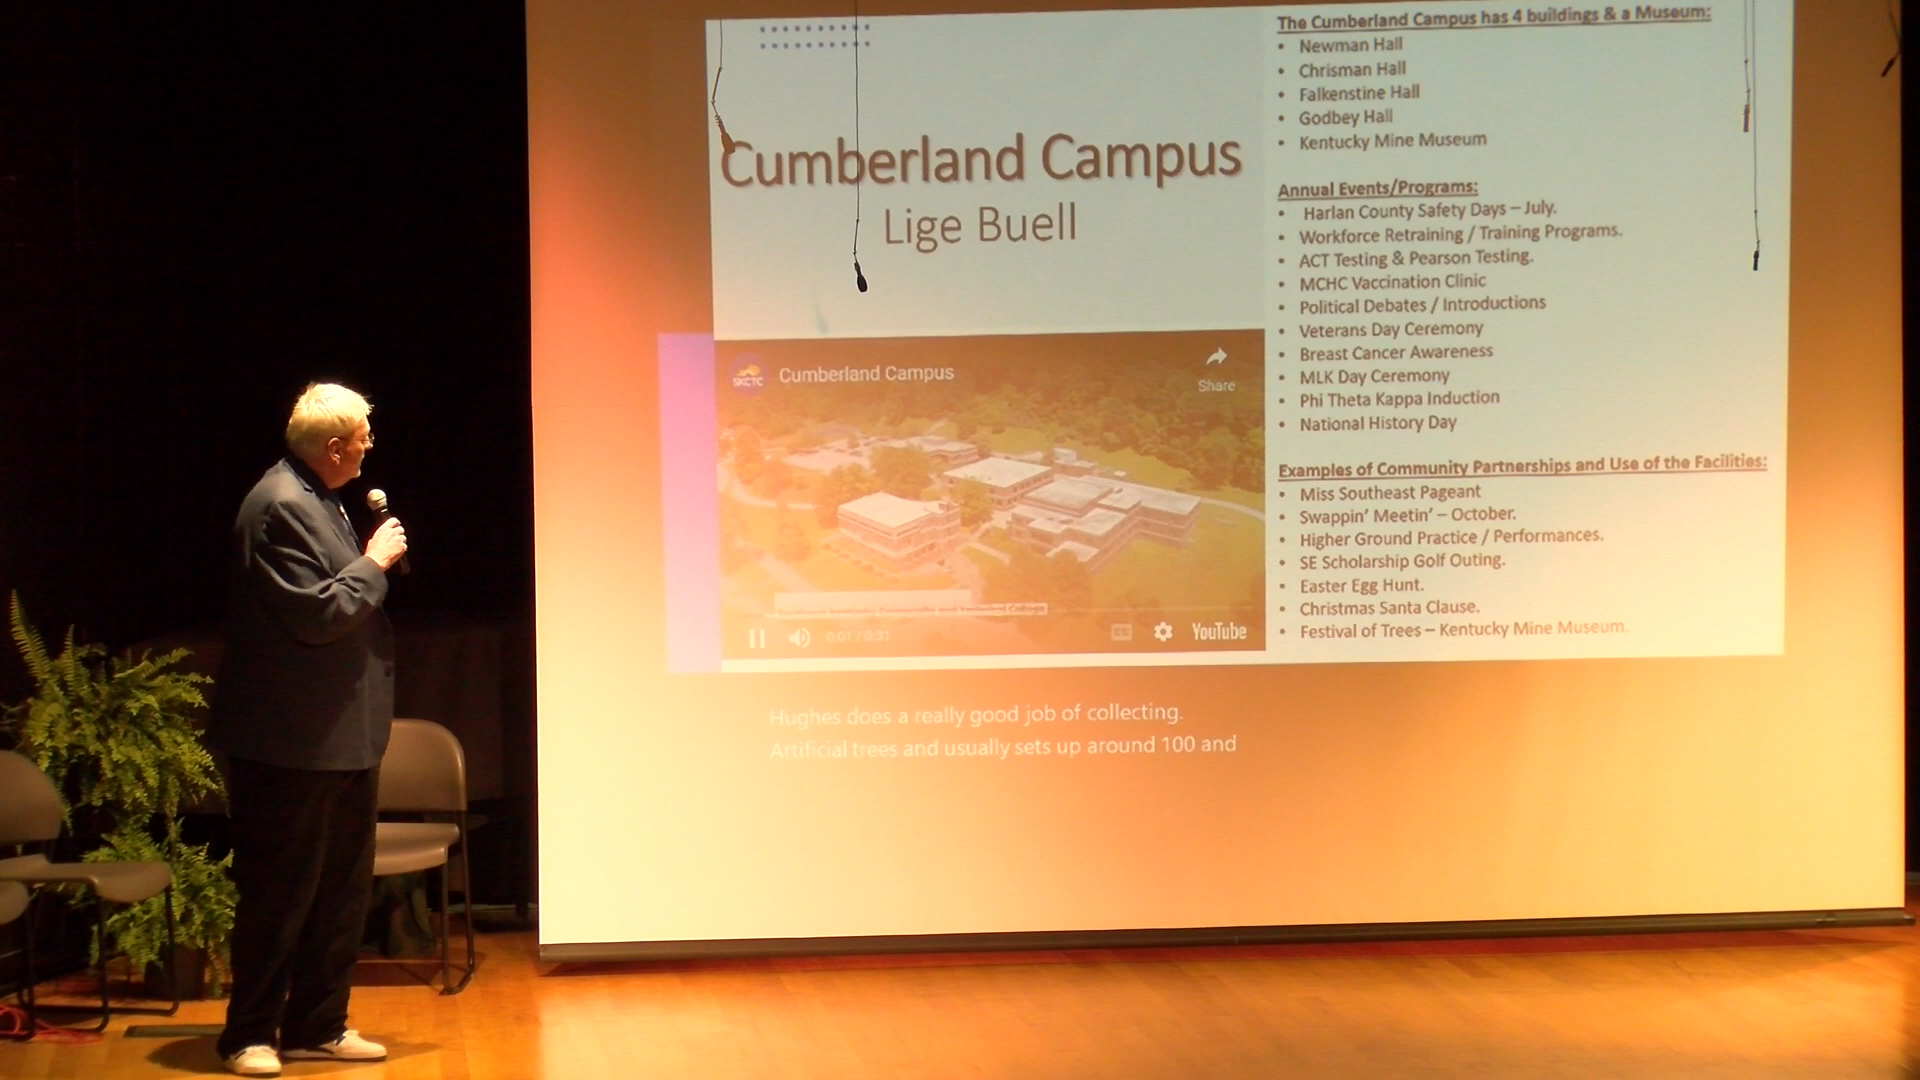 Cumberland Campus
Lige Buell
SKCTC
Cumberland Campus
Share
0:01 / 0:31
CC
YouTube
The Cumberland Campus has 4 buildings & a Museum:
• Newman Hall
• Chrisman Hall
• Falkenstine Hall
• Godbey Hall
• Kentucky Mine Museum
Annual Events/Programs:
• Harlan County Safety Days – July.
• Workforce Retraining / Training Programs.
• ACT Testing & Pearson Testing.
• MCHC Vaccination Clinic
• Political Debates / Introductions
• Veterans Day Ceremony
• Breast Cancer Awareness
• MLK Day Ceremony
• Phi Theta Kappa Induction
• National History Day
Examples of Community Partnerships and Use of the Facilities:
• Miss Southeast Pageant
• Swappin’ Meetin’ – October.
• Higher Ground Practice / Performances.
• SE Scholarship Golf Outing.
• Easter Egg Hunt.
• Christmas Santa Clause.
• Festival of Trees – Kentucky Mine Museum.
Hughes does a really good job of collecting.
Artificial trees and usually sets up around 100 and